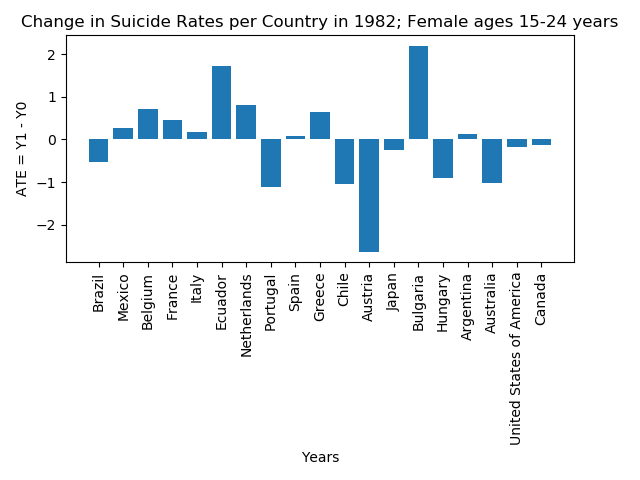 Change in Suicide Rates per Country in 1982; Female ages 15-24 years
ATE = Y1 - Y0
2
1
0
−1
−2
Brazil
Mexico
Belgium
France
Italy
Ecuador
Netherlands
Portugal
Spain
Greece
Chile
Austria
Japan
Bulgaria
Hungary
Argentina
Australia
United States of America
Canada
Years